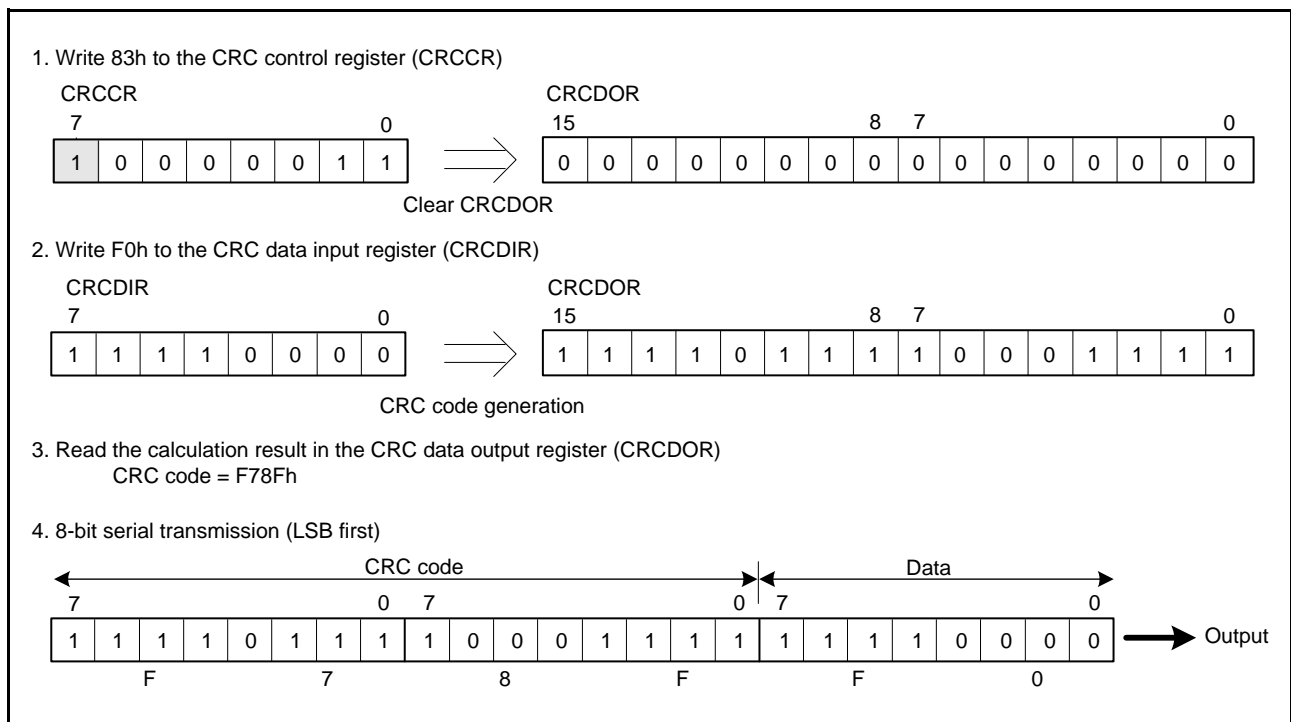 1. Write 83h to the CRC control register (CRCCR)
CRCCR CRCDOR
7 0 15 8 7 0
1 0 0 0 0 0 1 1 0 0 0 0 0 0 0 0 0 0 0 0 0 0 0 0
Clear CRCDOR
2. Write F0h to the CRC data input register (CRCDIR)
CRCDIR CRCDOR
7 0 15 8 7 0
1 1 1 1 0 0 0 0 1 1 1 1 0 1 1 1 1 0 0 0 1 1 1 1
CRC code generation
3. Read the calculation result in the CRC data output register (CRCDOR)
CRC code = F78Fh
4. 8-bit serial transmission (LSB first)
CRC code Data
7 0 7 0 7 0
1 1 1 1 0 1 1 1 1 0 0 0 1 1 1 1 1 1 1 1 0 0 0 0 Output
F 7 8 F F 0